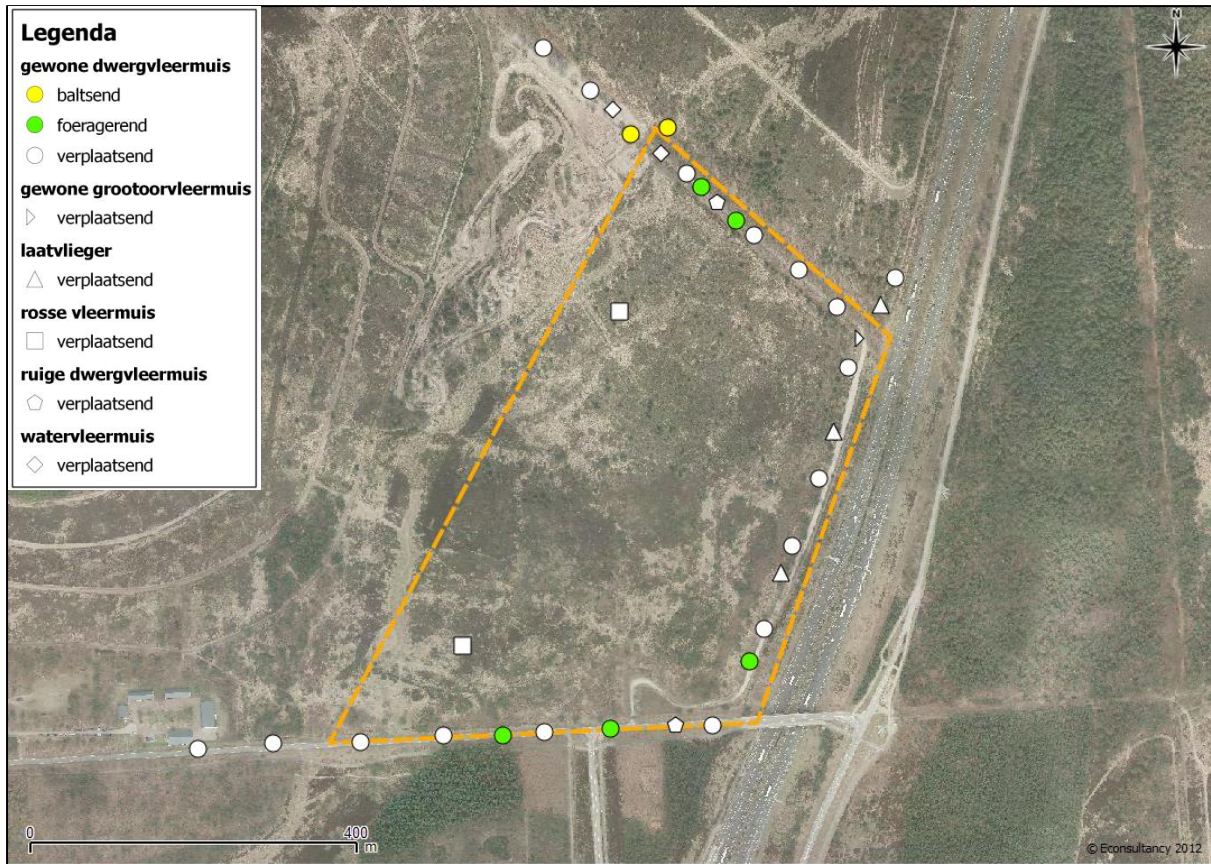 Legenda
gewone dwergvleermuis
baltsend
foeragerend
verplaatsend
gewone grootoorvleermuis
verplaatsend
laatvlieger
verplaatsend
rosse vleermuis
verplaatsend
ruige dwergvleermuis
verplaatsend
watervleermuis
verplaatsend
N
0 400
m
© Econsultancy 2012